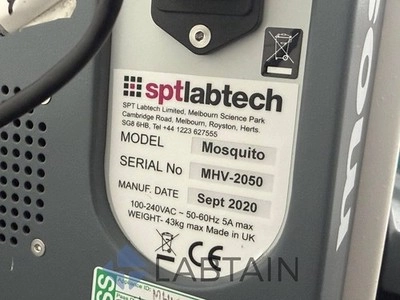 sptlabtech
SPT Labtech Limited, Melbourn Science Park
Cambridge Road, Melbourn, Royston, Herts.
SG8 6HB, Tel +44 1223 627555
MODEL Mosquito
SERIAL No MHV-2050
MANUF. DATE Sept 2020
100-240VAC ~ 50-60Hz 5A max
WEIGHT- 43kg max Made in UK
CE
LABTAIN